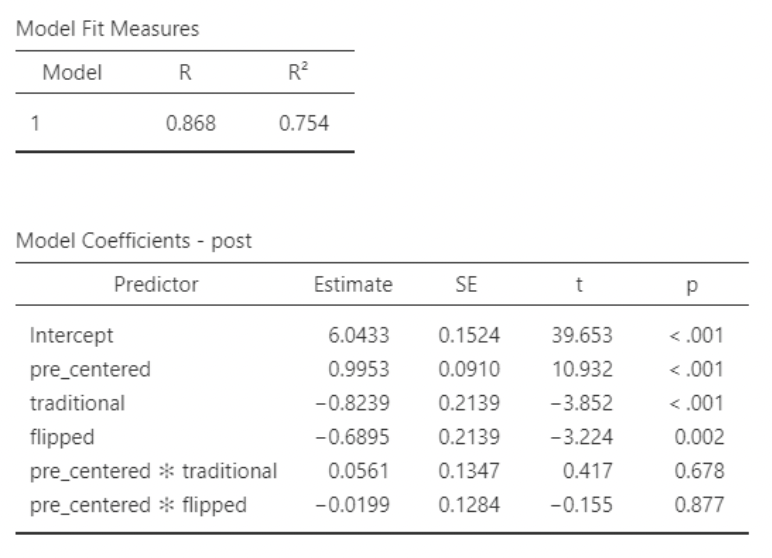 Model Fit Measures
Model R R²
1 0.868 0.754
Model Coefficients - post
Predictor Estimate SE t p
Intercept 6.0433 0.1524 39.653 < .001
pre_centered 0.9953 0.0910 10.932 < .001
traditional −0.8239 0.2139 −3.852 < .001
flipped −0.6895 0.2139 −3.224 0.002
pre_centered ✻ traditional 0.0561 0.1347 0.417 0.678
pre_centered ✻ flipped −0.0199 0.1284 −0.155 0.877